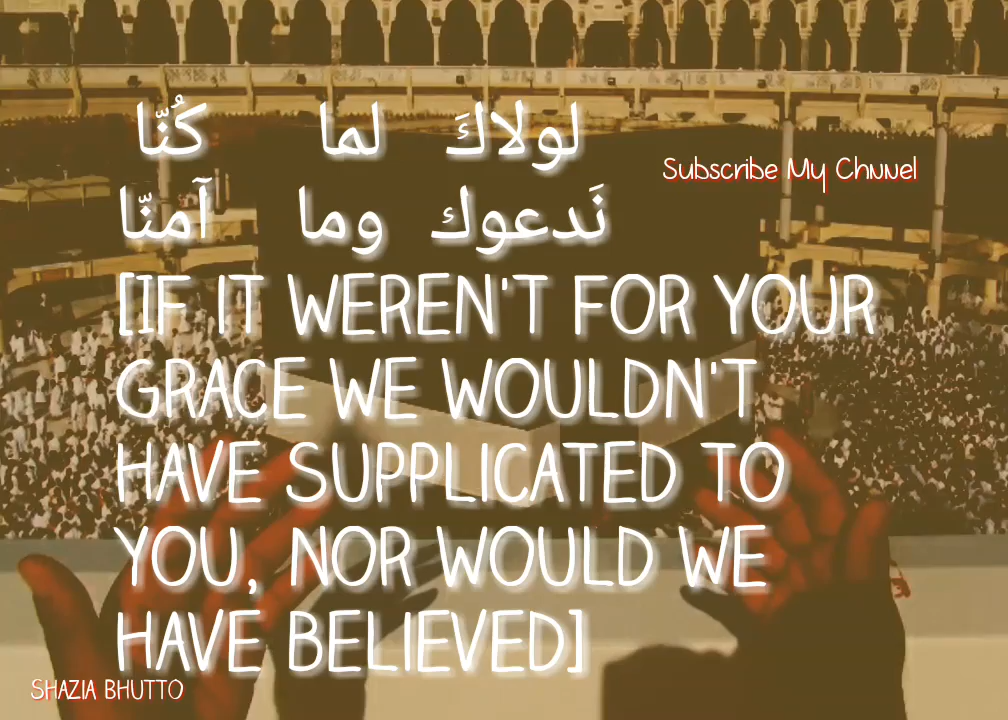 لولاكَ لما كُنّا
Subscribe My Chnnel
نَدعوك وما آمنّا
[IF IT WEREN'T FOR YOUR
GRACE WE WOULDN'T
HAVE SUPPLICATED TO
YOU, NOR WOULD WE
HAVE BELIEVED]
SHAZIA BHUTTO